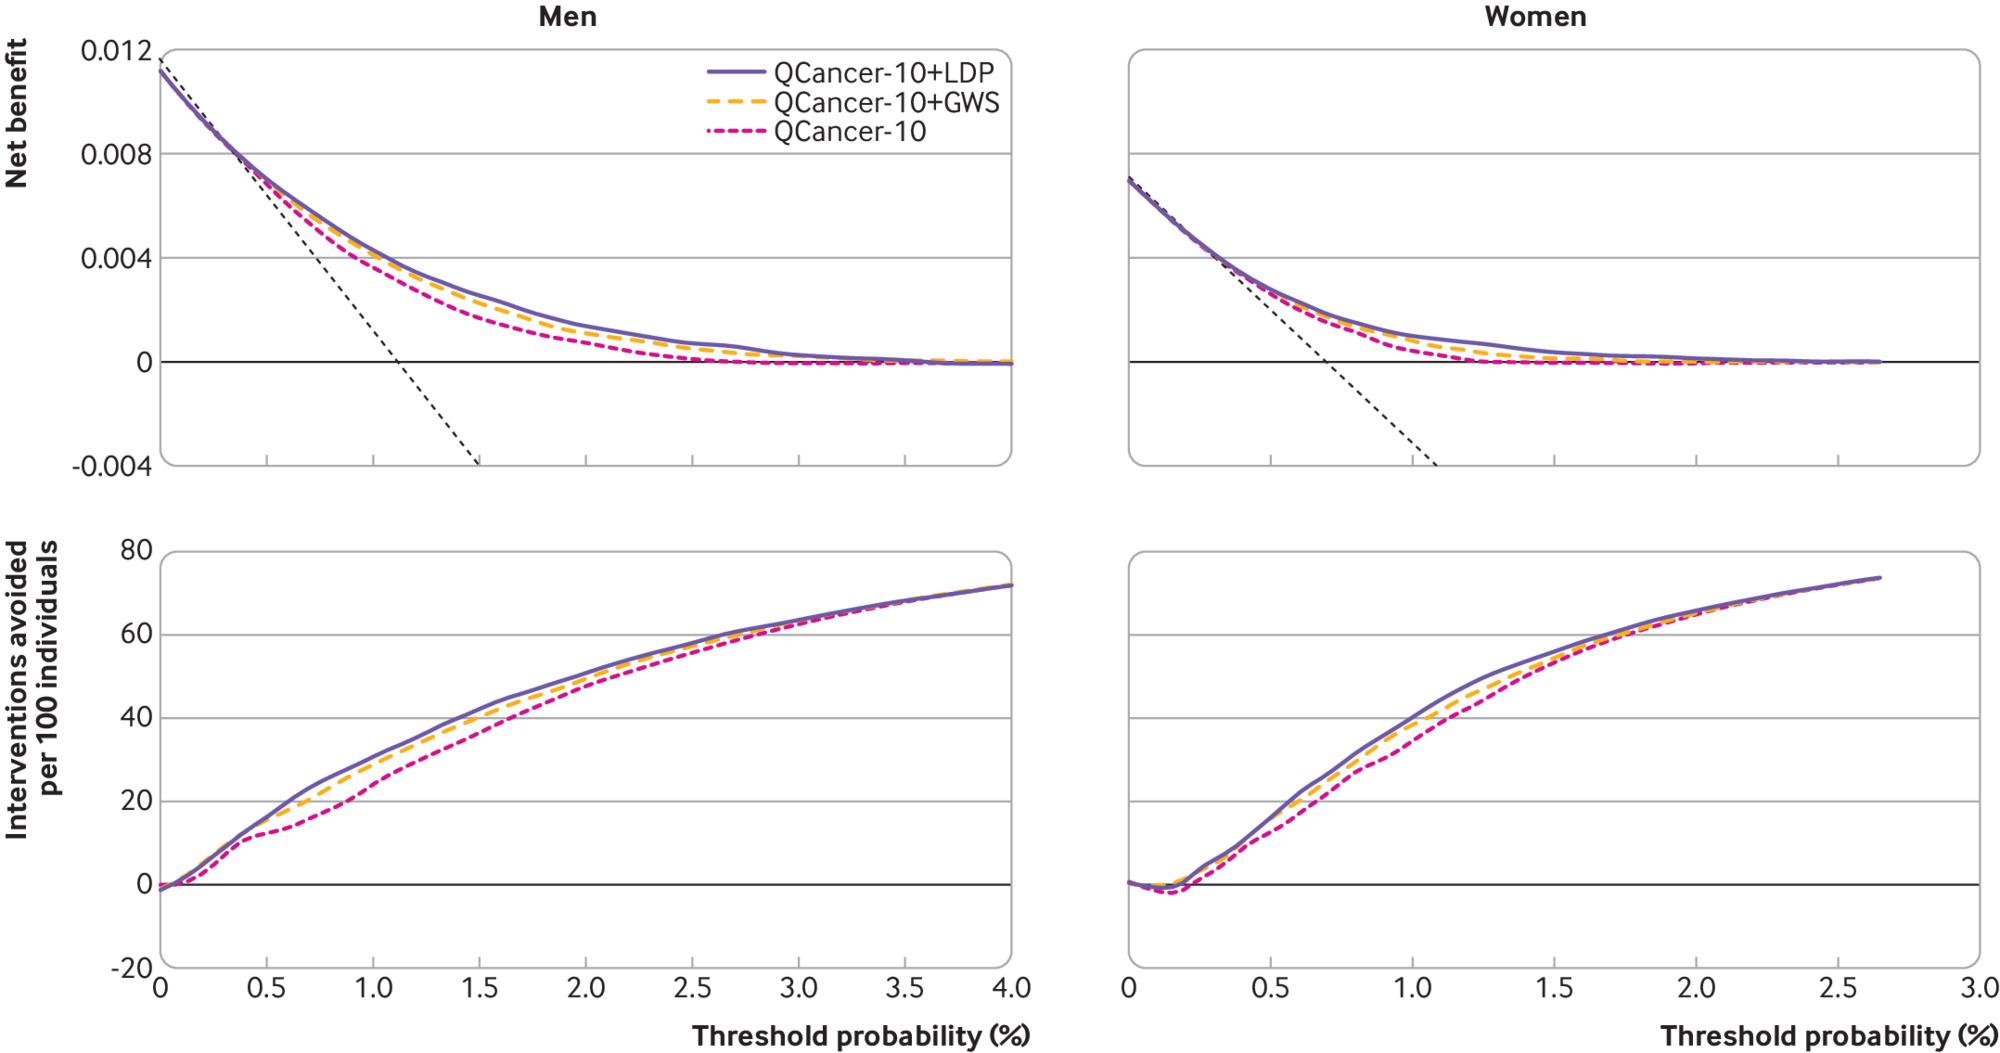 Men
Women
Net benefit
0.012
0.008
0.004
0
-0.004
QCancer-10+LDP
QCancer-10+GWS
QCancer-10
Interventions avoided
per 100 individuals
80
60
40
20
0
-20
0 0.5 1.0 1.5 2.0 2.5 3.0 3.5 4.0
Threshold probability (%)
0 0.5 1.0 1.5 2.0 2.5 3.0
Threshold probability (%)